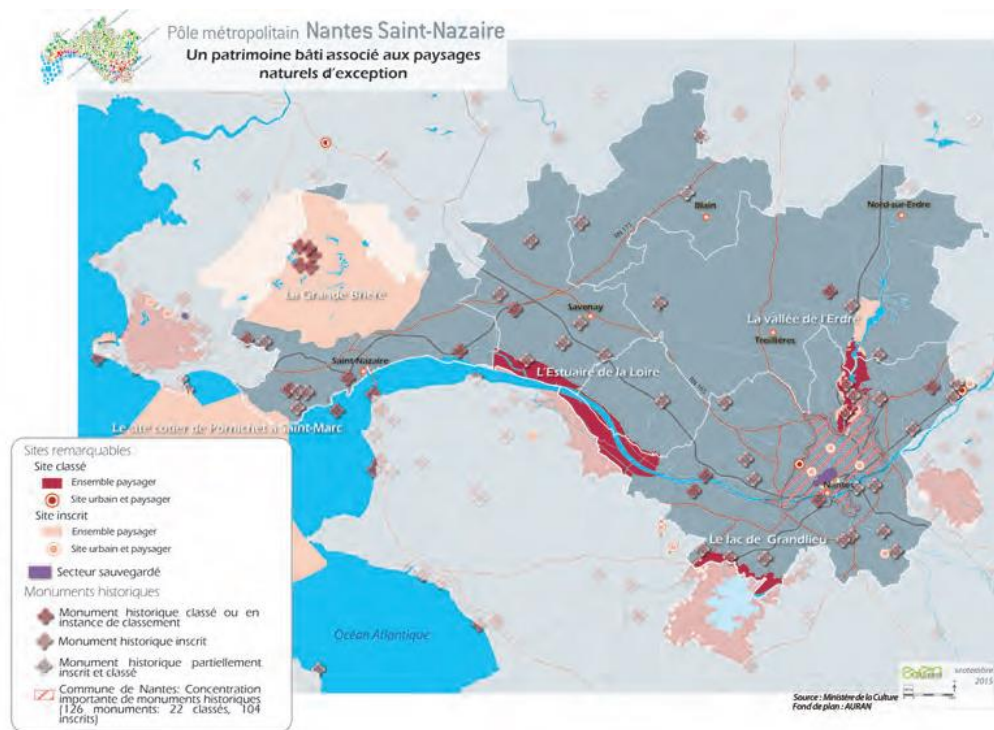 Pôle métropolitain Nantes Saint-Nazaire
Un patrimoine bâti associé aux paysages
naturels d'exception
Blain
Nord-sur-Erdre
La Grande Brière
Savenay
La vallée de l'Erdre
Treillières
Saint-Nazaire
L'Estuaire de la Loire
Le site côtier de Pornichet à Saint-Marc
Nantes
Le lac de Grandlieu
Océan Atlantique
Sites remarquables
Site classé
Ensemble paysager
Site urbain et paysager
Site inscrit
Ensemble paysager
Site urbain et paysager
Secteur sauvegardé
Monuments historiques
Monument historique classé ou en
instance de classement
Monument historique inscrit
Monument historique partiellement
inscrit et classé
Commune de Nantes: Concentration
importante de monuments historiques
(126 monuments: 22 classés, 104
inscrits)
2015
Source : Ministère de la Culture
Fond de plan : AURAN